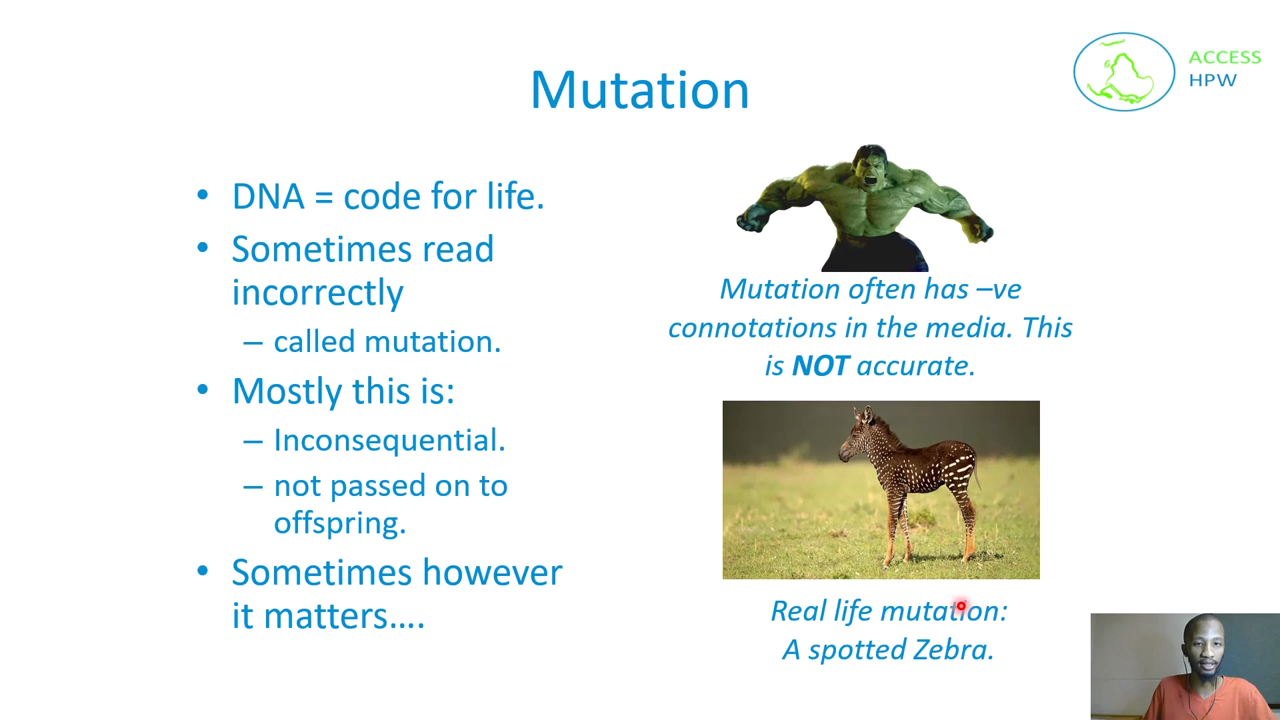 Mutation
ACCESS
HPW
• DNA = code for life.
• Sometimes read
incorrectly
– called mutation.
• Mostly this is:
– Inconsequential.
– not passed on to
offspring.
• Sometimes however
it matters….
Mutation often has –ve
connotations in the media. This
is NOT accurate.
Real life mutation:
A spotted Zebra.